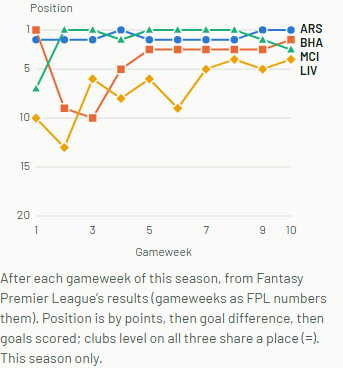 Position
1
ARS
BHA
MCI
LIV
5
10
15
20
1
3
5
7
9
10
Gameweek
After each gameweek of this season, from Fantasy
Premier League's results (gameweeks as FPL numbers
them). Position is by points, then goal difference, then
goals scored; clubs level on all three share a place (=).
This season only.